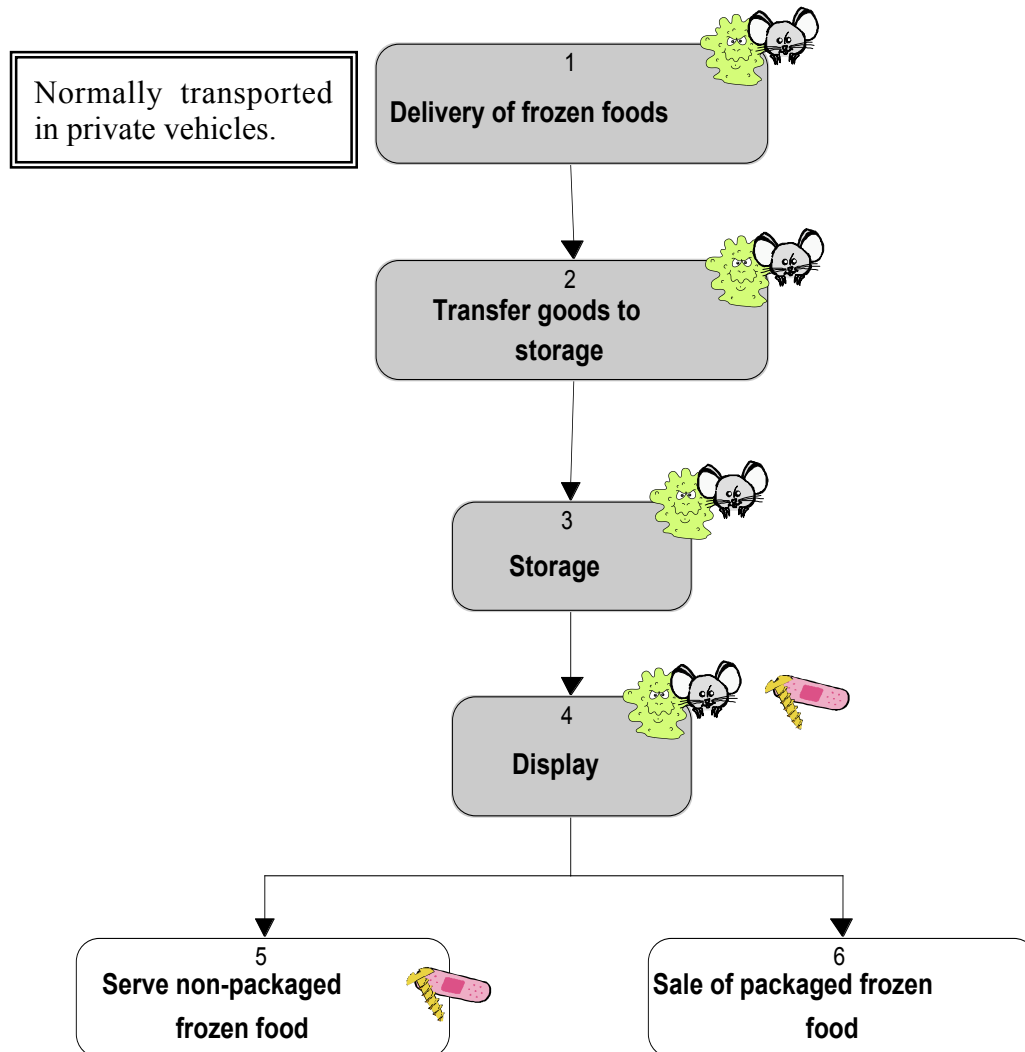 Normally transported
in private vehicles.
1
Delivery of frozen foods
2
Transfer goods to
storage
3
Storage
4
Display
5
Serve non-packaged
frozen food
6
Sale of packaged frozen
food